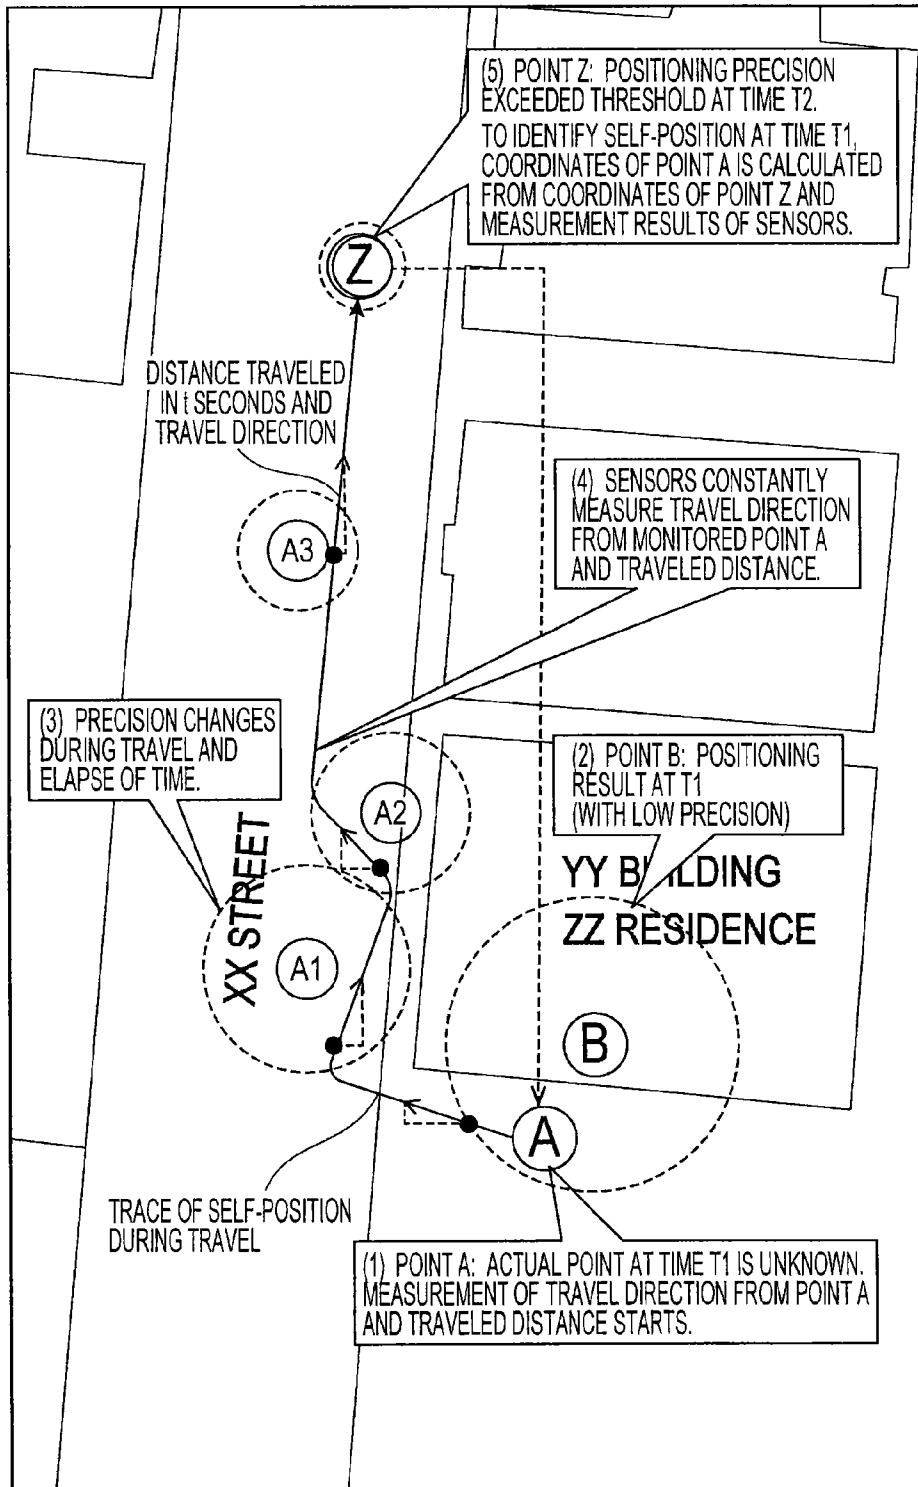 (5) POINT Z: POSITIONING PRECISION
EXCEEDED THRESHOLD AT TIME T2.
TO IDENTIFY SELF-POSITION AT TIME T1,
COORDINATES OF POINT A IS CALCULATED
FROM COORDINATES OF POINT Z AND
MEASUREMENT RESULTS OF SENSORS.
Z
DISTANCE TRAVELED
IN t SECONDS AND
TRAVEL DIRECTION
(4) SENSORS CONSTANTLY
MEASURE TRAVEL DIRECTION
FROM MONITORED POINT A
AND TRAVELED DISTANCE.
A3
(3) PRECISION CHANGES
DURING TRAVEL AND
ELAPSE OF TIME.
(2) POINT B: POSITIONING
RESULT AT T1
(WITH LOW PRECISION)
A2
XX STREET
YY BUILDING
ZZ RESIDENCE
A1
B
A
TRACE OF SELF-POSITION
DURING TRAVEL
(1) POINT A: ACTUAL POINT AT TIME T1 IS UNKNOWN.
MEASUREMENT OF TRAVEL DIRECTION FROM POINT A
AND TRAVELED DISTANCE STARTS.